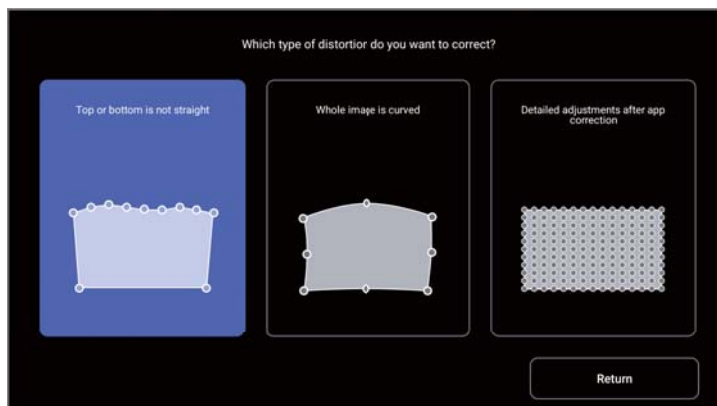 Which type of distortior do you want to correct?
Top or bottom is not straight
Whole image is curved
Detailed adjustments after app
correction
Return